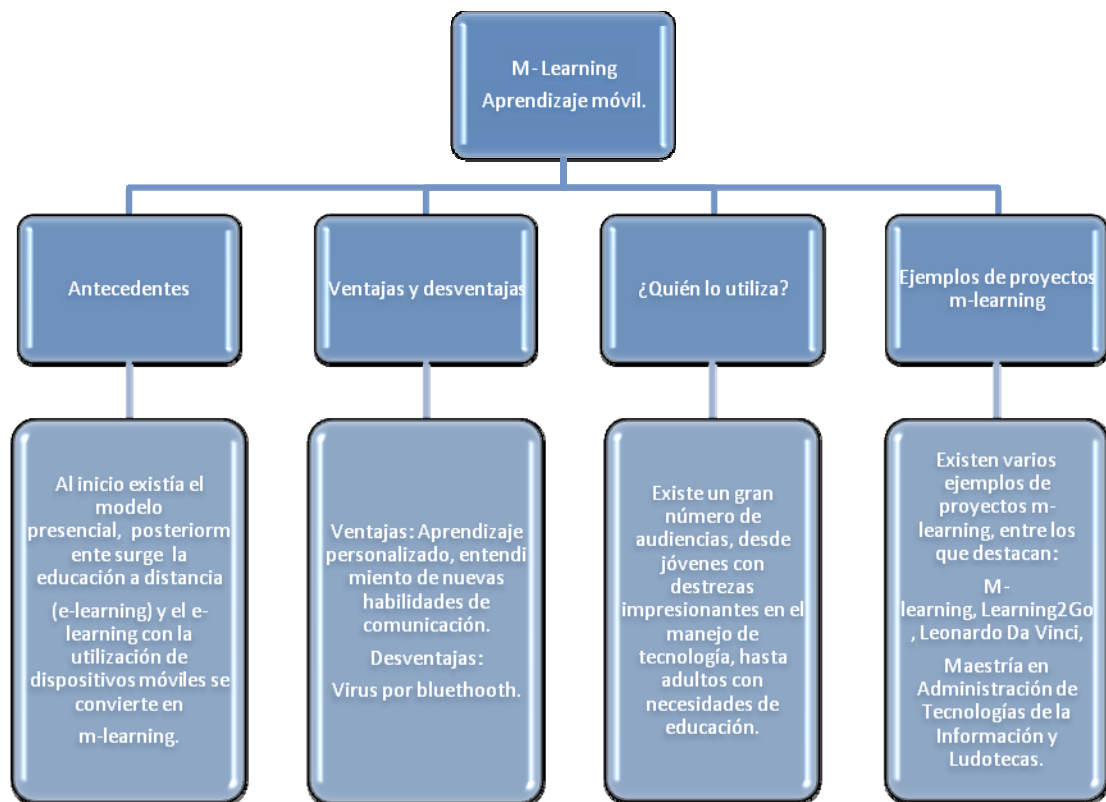 M- Learning
Aprendizaje móvil.
Antecedentes
Ventajas y desventajas
¿Quién lo utiliza?
Ejemplos de proyectos
m-learning
Al inicio existía el
modelo
presencial, posteriorm
ente surge la
educación a distancia
(e-learning) y el e-
learning con la
utilización de
dispositivos móviles se
convierte en
m-learning.
Ventajas: Aprendizaje
personalizado, entendi
miento de nuevas
habilidades de
comunicación.
Desventajas:
Virus por bluethooth.
Existe un gran
número de
audiencias, desde
jóvenes con
destrezas
impresionantes en el
manejo de
tecnología, hasta
adultos con
necesidades de
educación.
Existen varios
ejemplos de
proyectos m-
learning, entre los
que destacan:
M-
learning, Learning2Go
, Leonardo Da Vinci,
Maestría en
Administración de
Tecnologías de la
Información y
Ludotecas.